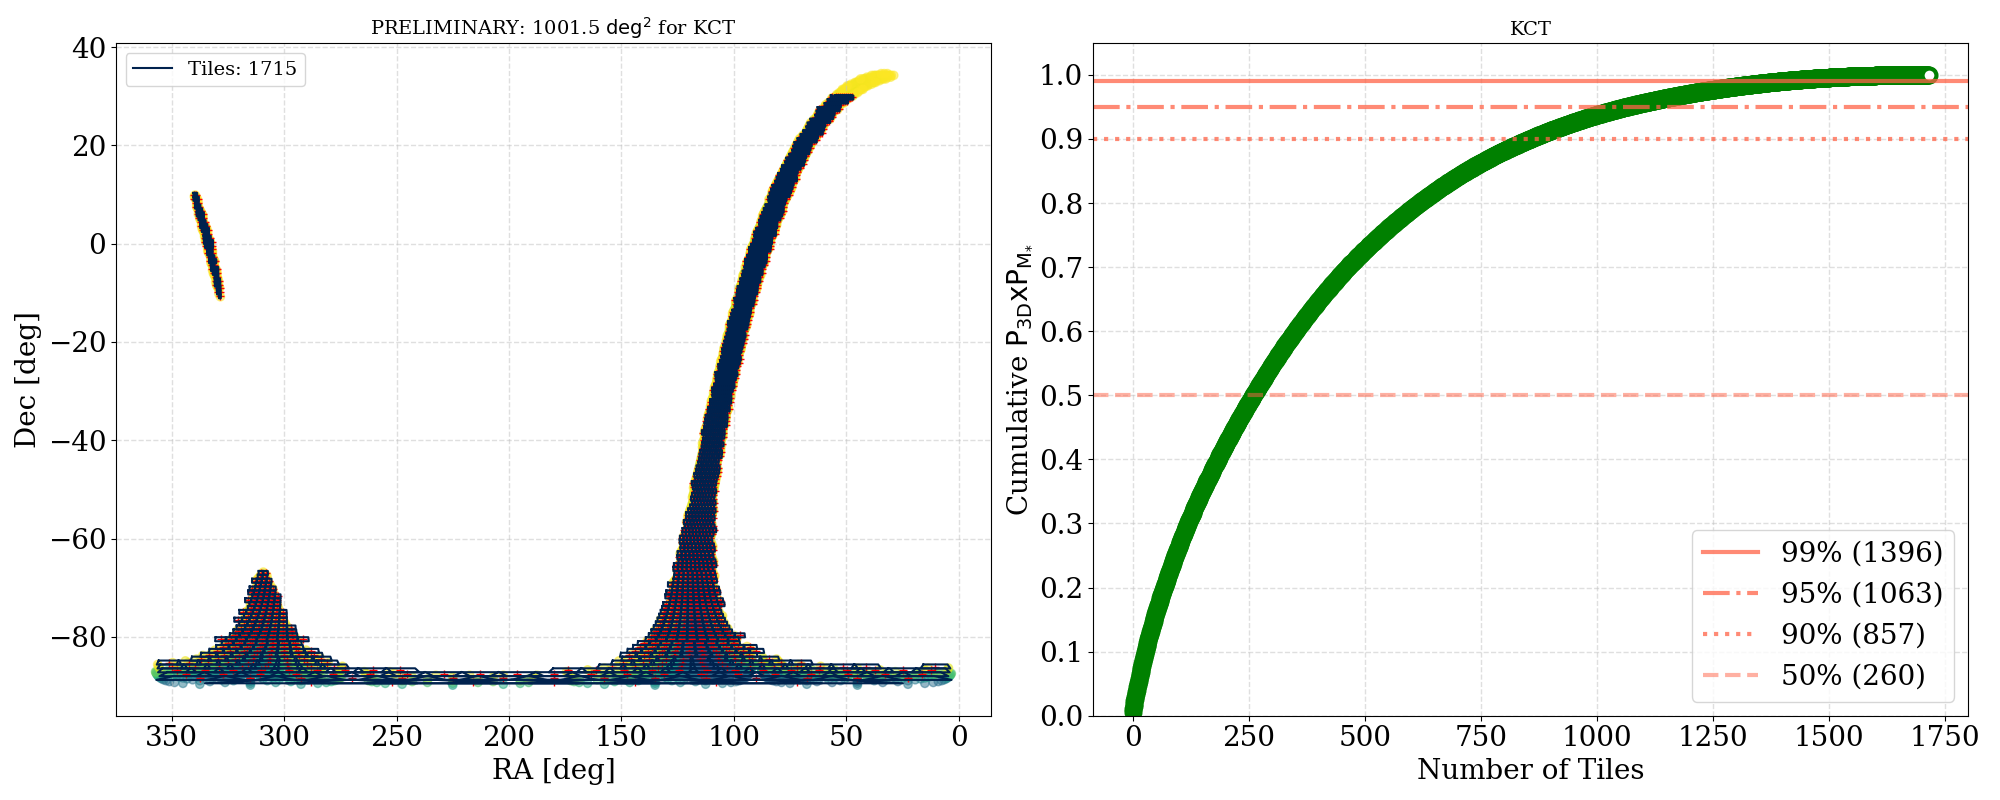 PRELIMINARY: 1001.5 deg² for KCT
Tiles: 1715
40
20
0
−20
−40
−60
−80
Dec [deg]
350 300 250 200 150 100 50 0
RA [deg]
KCT
1.0
0.9
0.8
0.7
0.6
0.5
0.4
0.3
0.2
0.1
0.0
Cumulative P3DxPM*
99% (1396)
95% (1063)
90% (857)
50% (260)
0 250 500 750 1000 1250 1500 1750
Number of Tiles